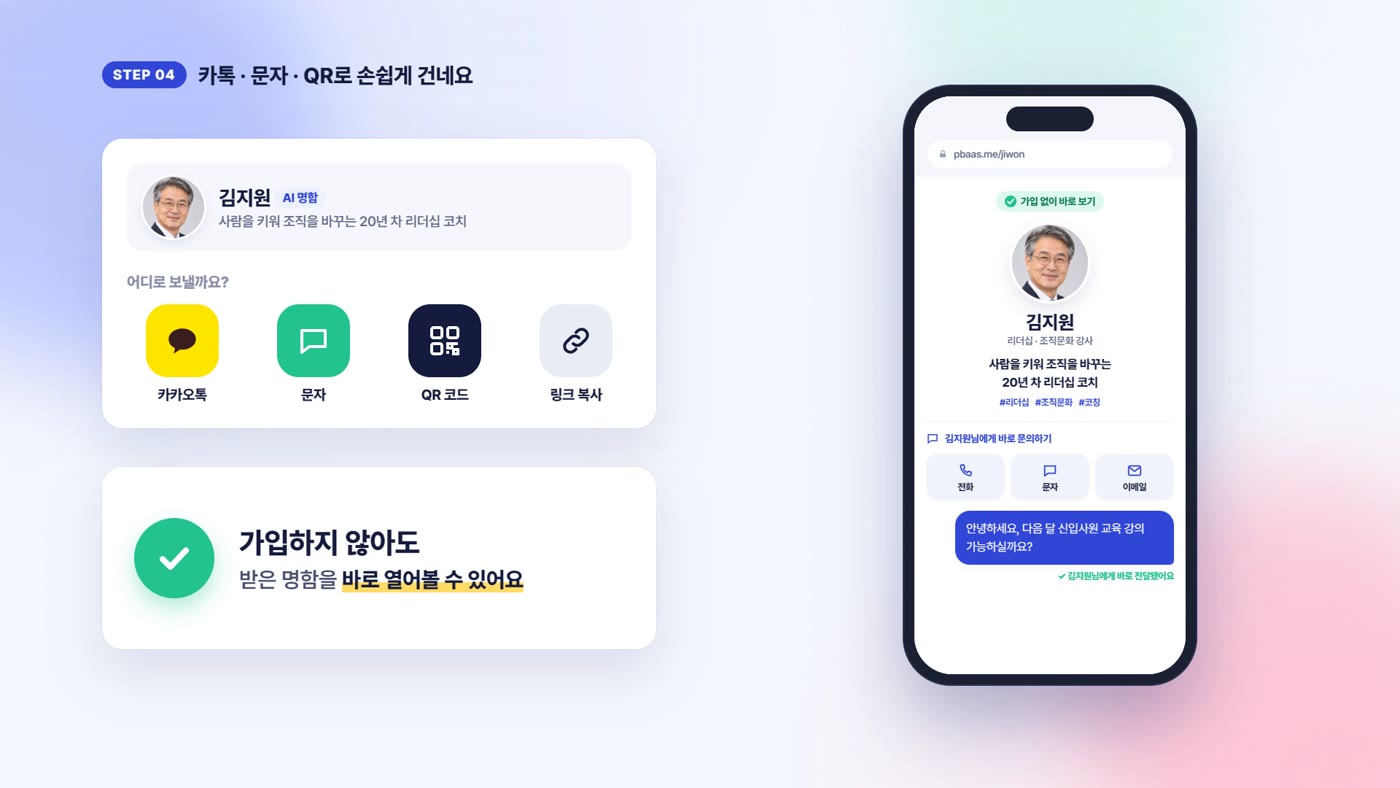 STEP 04 카톡 · 문자 · QR로 손쉽게 건네요
김지원 AI 명함
사람을 키워 조직을 바꾸는 20년 차 리더십 코치
어디로 보낼까요?
카카오톡 문자 QR 코드 링크 복사
가입하지 않아도
받은 명함을 바로 열어볼 수 있어요
pbaas.me/jiwon
가입 없이 바로 보기
김지원
리더십 · 조직문화 강사
사람을 키워 조직을 바꾸는
20년 차 리더십 코치
#리더십 #조직문화 #코칭
김지원님에게 바로 문의하기
전화 문자 이메일
안녕하세요, 다음 달 신입사원 교육 강의
가능하실까요?
✓ 김지원님에게 바로 전달됐어요